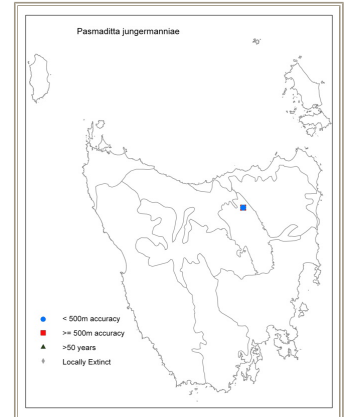 Pasmaditta jungermanniae
< 500m accuracy
>= 500m accuracy
>50 years
Locally Extinct